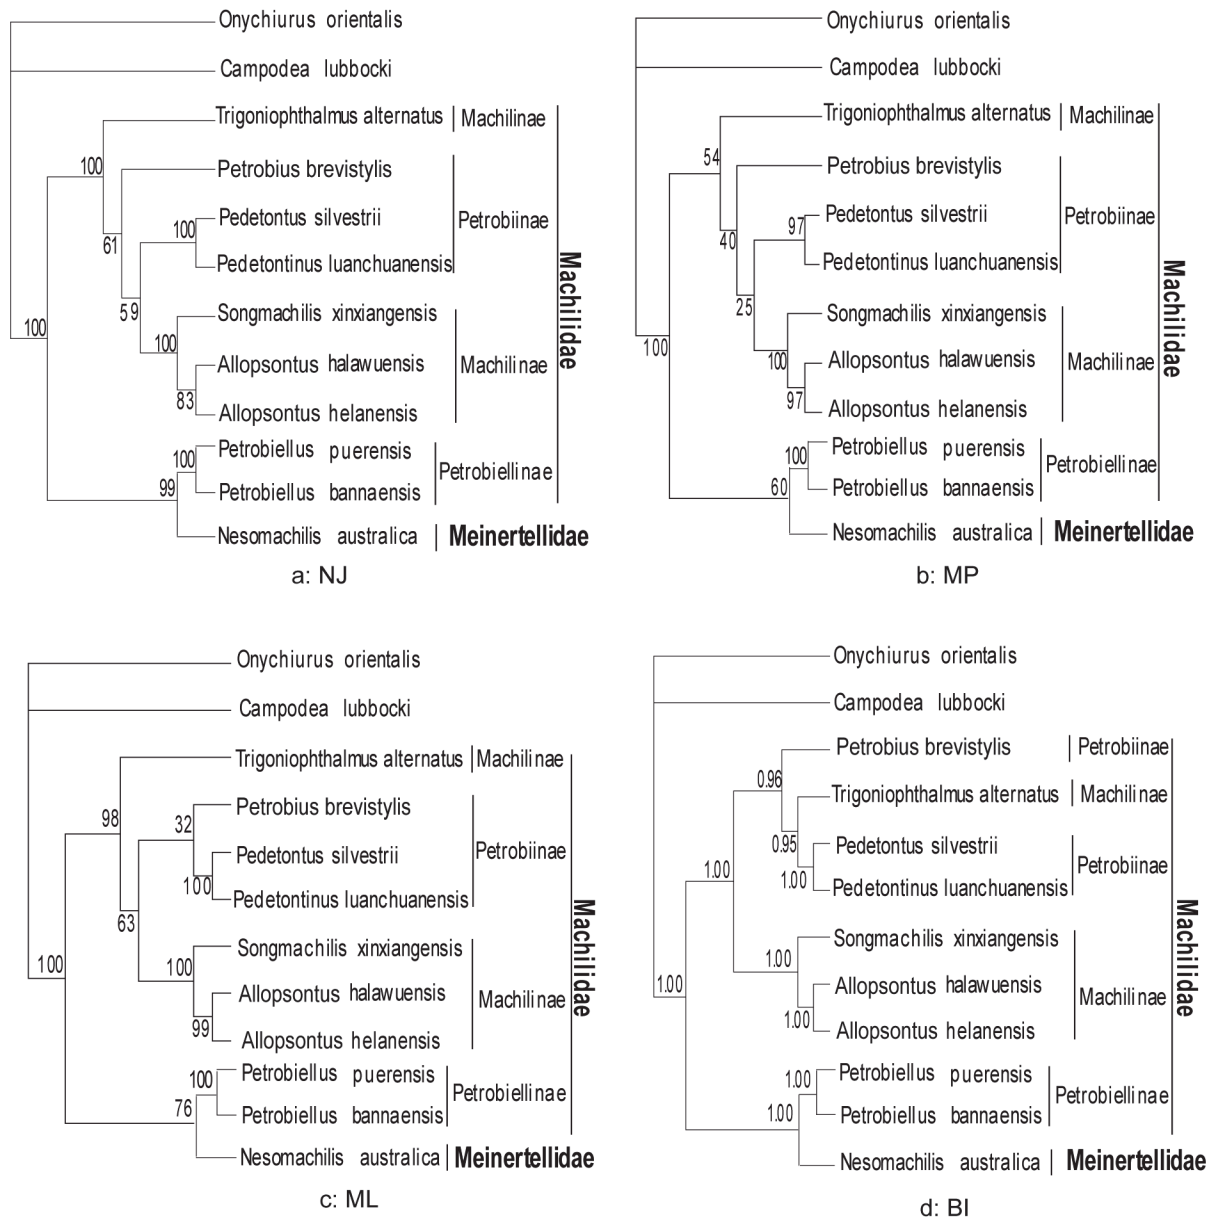 Onychiurus orientalis
Campodea lubbocki
Trigoniophthalmus alternatus Machilinae
100
Petrobius brevistylis
Pedetontus silvestrii
100
Petrobiinae
61
Pedetontinus luanchuanensis
Machilidae
59
Songmachilis xinxiangensis
100
100
Allopsontus halawuensis Machilinae
83
Allopsontus helanensis
Petrobiellus puerensis
100
Petrobiellinae
99
Petrobiellus bannaensis
Nesomachilis australica Meinertellidae
a: NJ
Onychiurus orientalis
Campodea lubbocki
Trigoniophthalmus alternatus Machilinae
54
Petrobius brevistylis
Pedetontus silvestrii
97
Petrobiinae
40
Pedetontinus luanchuanensis
Machilidae
25
Songmachilis xinxiangensis
100
100
Allopsontus halawuensis Machilinae
97
Allopsontus helanensis
Petrobiellus puerensis
100
Petrobiellinae
60
Petrobiellus bannaensis
Nesomachilis australica Meinertellidae
b: MP
Onychiurus orientalis
Campodea lubbocki
Trigoniophthalmus alternatus Machilinae
98
Petrobius brevistylis
32
Pedetontus silvestrii
Petrobiinae
100
Pedetontinus luanchuanensis
63
Machilidae
Songmachilis xinxiangensis
100
100
Allopsontus halawuensis
Machilinae
99
Allopsontus helanensis
Petrobiellus puerensis
100
Petrobiellinae
76
Petrobiellus bannaensis
Nesomachilis australica Meinertellidae
c: ML
Onychiurus orientalis
Campodea lubbocki
Petrobius brevistylis Petrobiinae
0.96
Trigoniophthalmus alternatus Machilinae
0.95
Pedetontus silvestrii
Petrobiinae
1.00
1.00
Pedetontinus luanchuanensis
Machilidae
Songmachilis xinxiangensis
1.00
1.00
Allopsontus halawuensis
Machilinae
1.00
Allopsontus helanensis
Petrobiellus puerensis
1.00
Petrobiellinae
1.00
Petrobiellus bannaensis
Nesomachilis australica Meinertellidae
d: BI